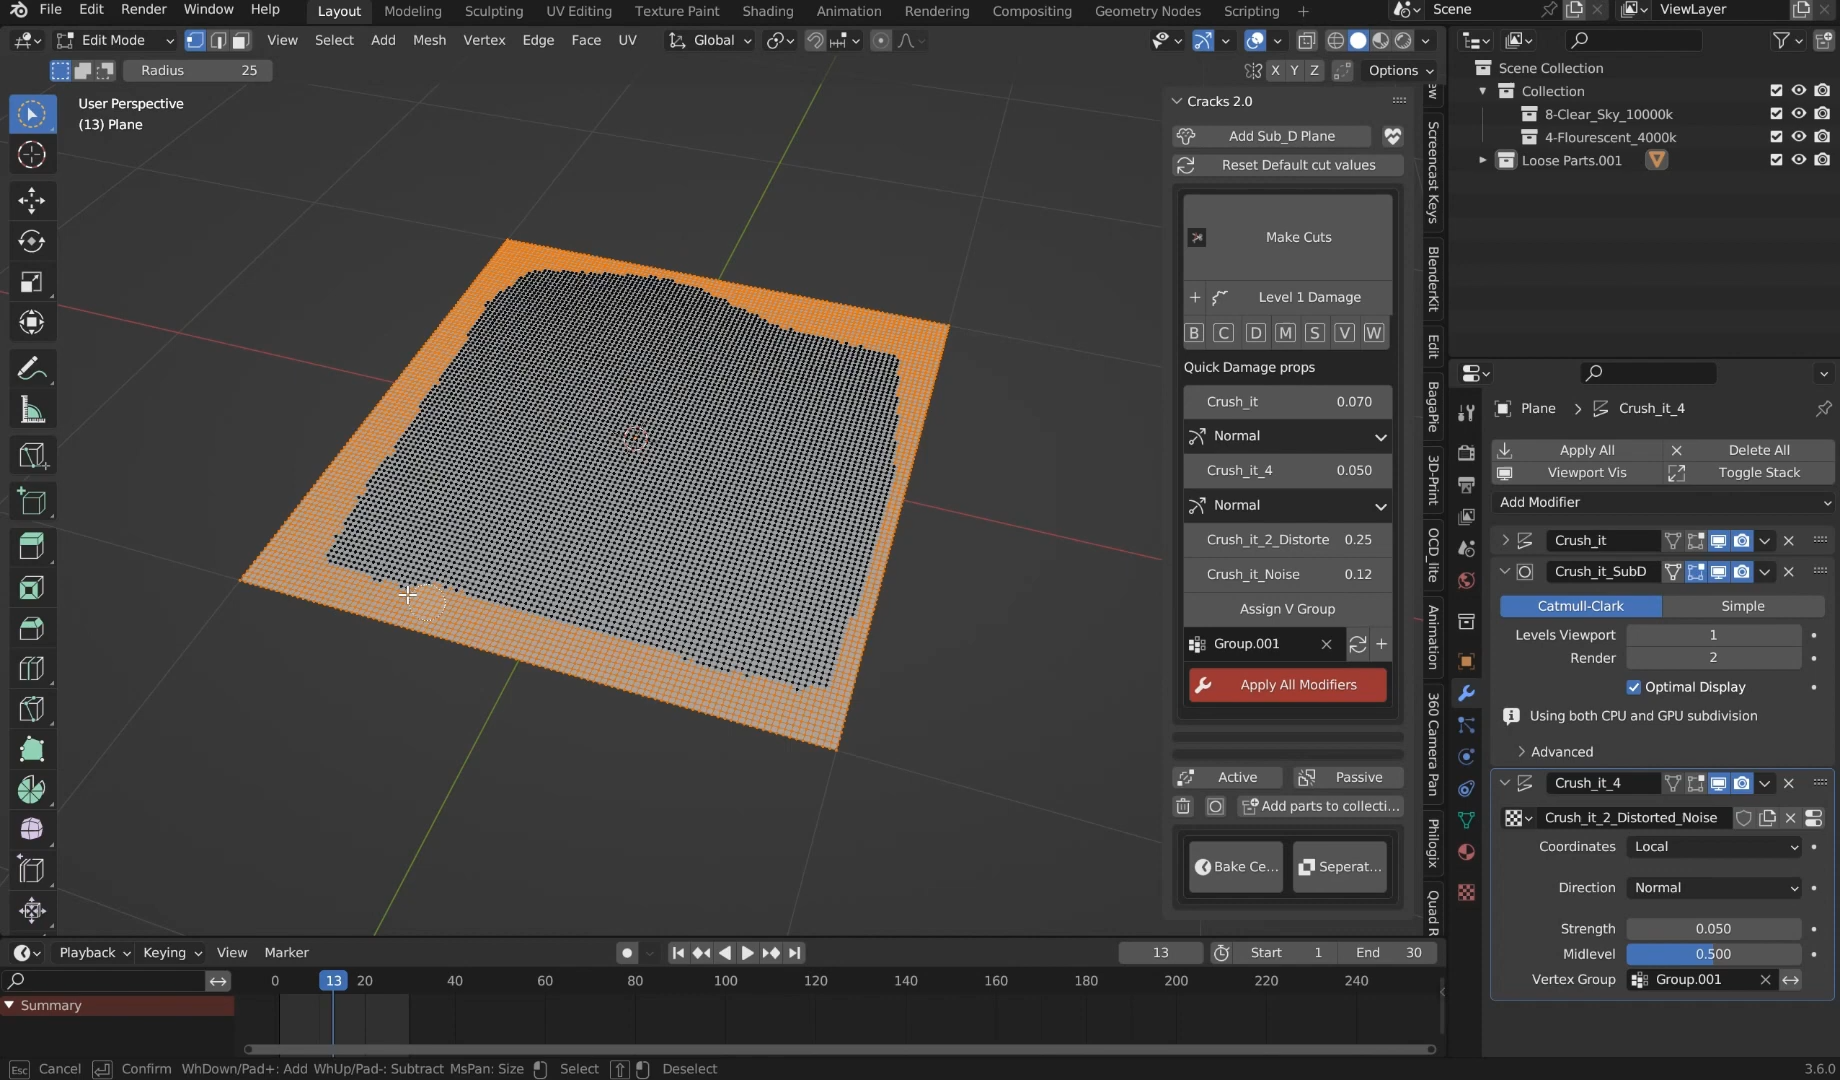 File Edit Render Window Help Layout Modeling Sculpting UV Editing Texture Paint Shading Animation Rendering Compositing Geometry Nodes Scripting + Scene ViewLayer
Edit Mode View Select Add Mesh Vertex Edge Face UV Global
Radius 25 X Y Z Options
User Perspective
(13) Plane
Cracks 2.0
Add Sub_D Plane
Reset Default cut values
Make Cuts
Level 1 Damage
B C D M S V W
Quick Damage props
Crush_it 0.070
Normal
Crush_it_4 0.050
Normal
Crush_it_2_Distorte 0.25
Crush_it_Noise 0.12
Assign V Group
Group.001
Apply All Modifiers
Active Passive
Add parts to collecti...
Bake Ce... Seperat...
Screencast Keys
BlenderKit
Edit
BagaPie
3D-Print
OCD_lite
Animation
360 Camera Pan
Philogix
Quad R
Scene Collection
Collection
8-Clear_Sky_10000k
4-Flourescent_4000k
Loose Parts.001
Plane > Crush_it_4
Apply All Delete All
Viewport Vis Toggle Stack
Add Modifier
Crush_it
Crush_it_SubD
Catmull-Clark Simple
Levels Viewport 1
Render 2
Optimal Display
Using both CPU and GPU subdivision
Advanced
Crush_it_4
Crush_it_2_Distorted_Noise
Coordinates Local
Direction Normal
Strength 0.050
Midlevel 0.500
Vertex Group Group.001
Playback Keying View Marker 13 Start 1 End 30
0 13 20 40 60 80 100 120 140 160 180 200 220 240
Summary
Esc Cancel Confirm WhDown/Pad+: Add WhUp/Pad-: Subtract MsPan: Size Select Deselect 3.6.0